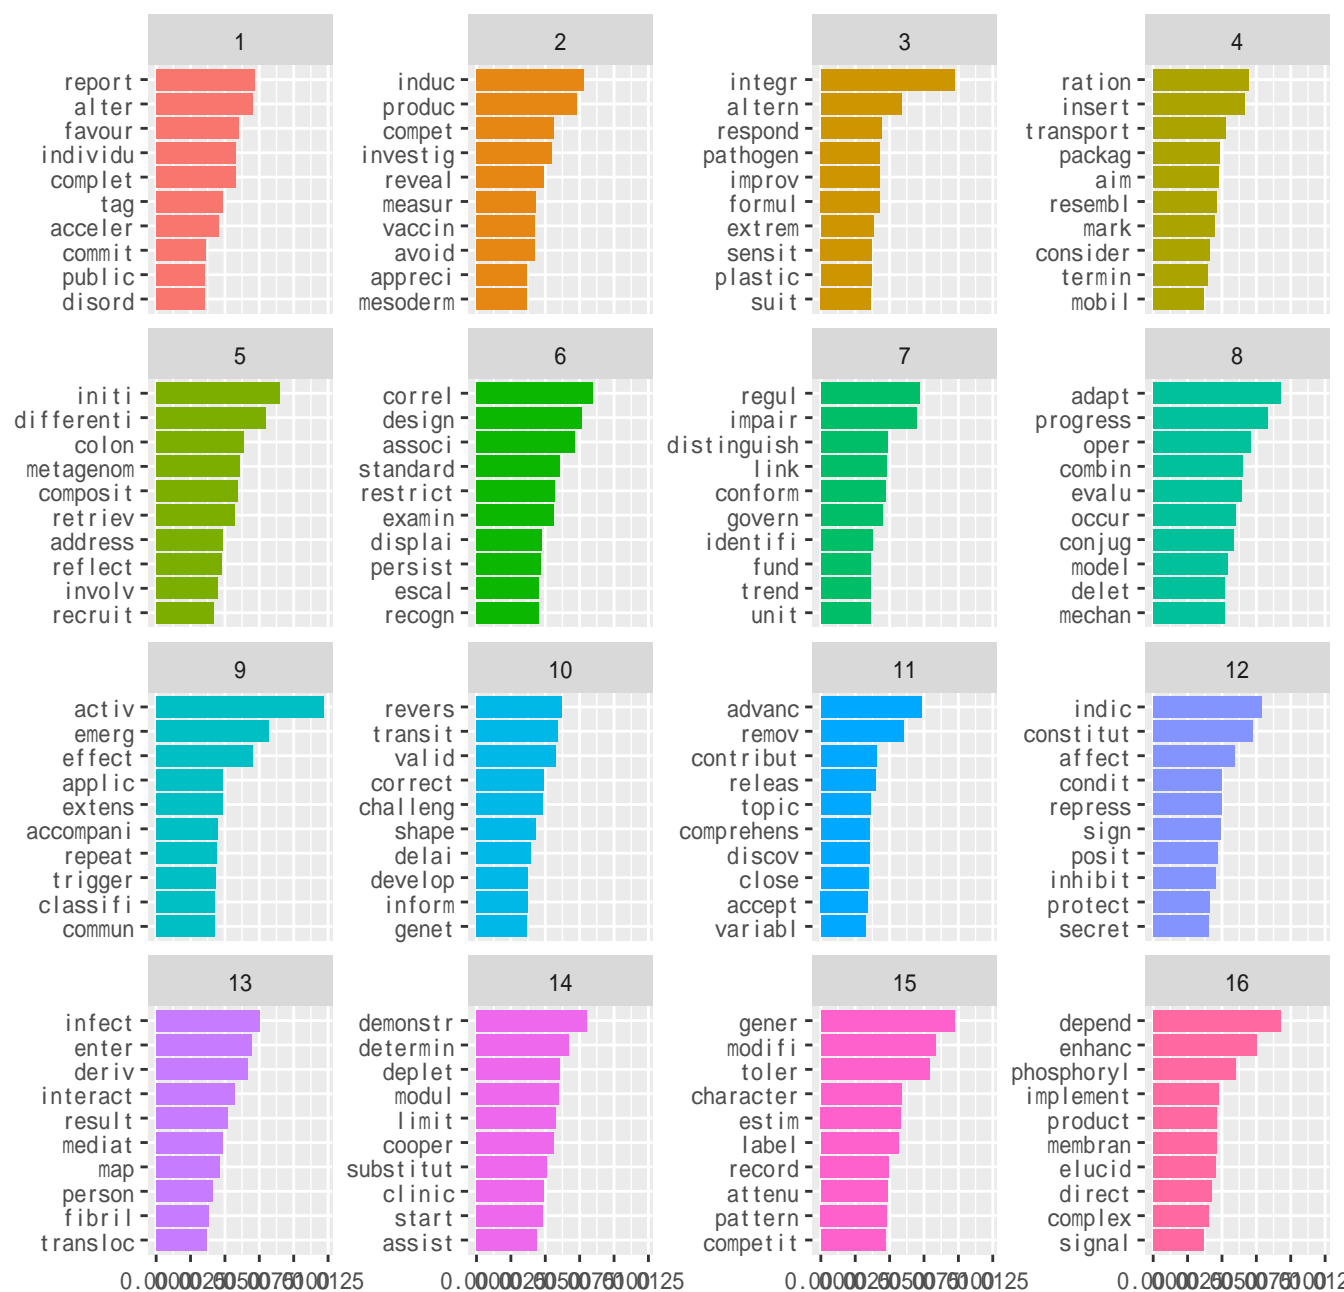 1
report
alter
favour
individu
complet
tag
acceler
commit
public
disord
2
induc
produc
compet
investig
reveal
measur
vaccin
avoid
appreci
mesoderm
3
integr
altern
respond
pathogen
improv
formul
extrem
sensit
plastic
suit
4
ration
insert
transport
packag
aim
resembl
mark
consider
termin
mobil
5
initi
differenti
colon
metagenom
composit
retriev
address
reflect
involv
recruit
6
correl
design
associ
standard
restrict
examin
displai
persist
escal
recogn
7
regul
impair
distinguish
link
conform
govern
identifi
fund
trend
unit
8
adapt
progress
oper
combin
evalu
occur
conjug
model
delet
mechan
9
activ
emerg
effect
applic
extens
accompani
repeat
trigger
classifi
commun
10
revers
transit
valid
correct
challeng
shape
delai
develop
inform
genet
11
advanc
remov
contribut
releas
topic
comprehens
discov
close
accept
variabl
12
indic
constitut
affect
condit
repress
sign
posit
inhibit
protect
secret
13
infect
enter
deriv
interact
result
mediat
map
person
fibril
transloc
14
demonstr
determin
deplet
modul
limit
cooper
substitut
clinic
start
assist
15
gener
modifi
toler
character
estim
label
record
attenu
pattern
competit
16
depend
enhanc
phosphoryl
implement
product
membran
elucid
direct
complex
signal